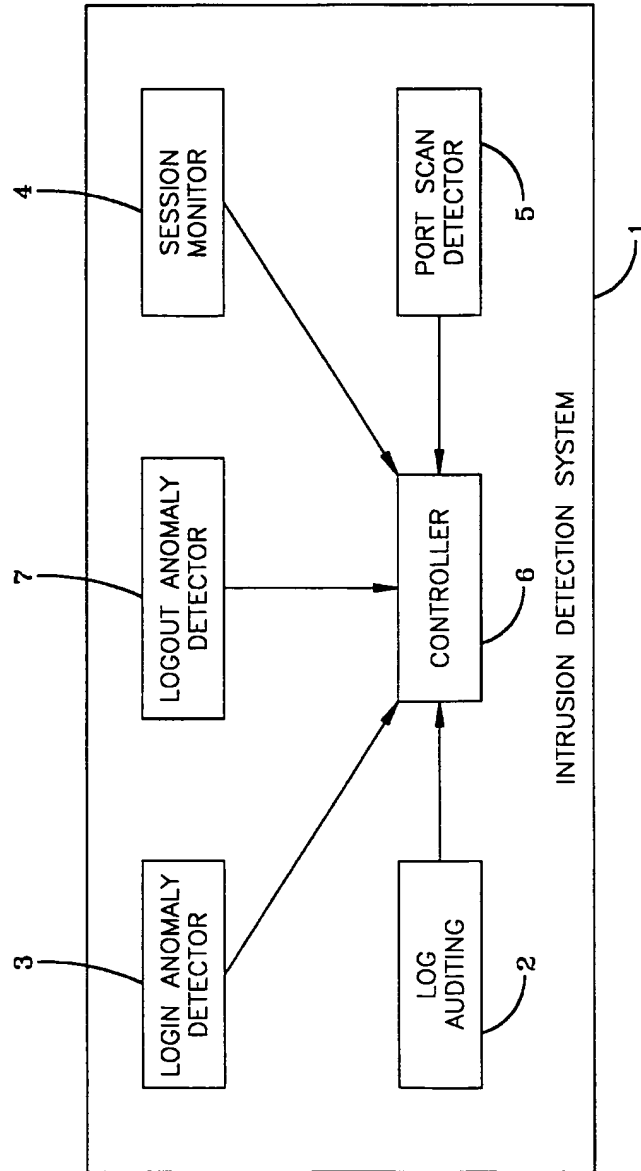 3
7
4
LOGIN ANOMALY
DETECTOR
LOGOUT ANOMALY
DETECTOR
SESSION
MONITOR
LOG
AUDITING
CONTROLLER
PORT SCAN
DETECTOR
2
6
5
INTRUSION DETECTION SYSTEM
1